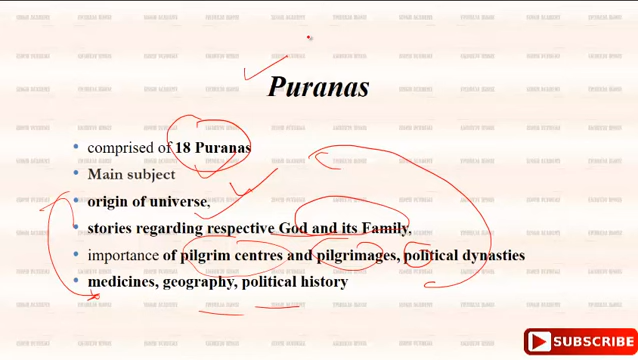 Puranas
comprised of 18 Puranas
Main subject
origin of universe,
stories regarding respective God and its Family,
importance of pilgrim centres and pilgrimages, political dynasties
medicines, geography, political history
SUBSCRIBE